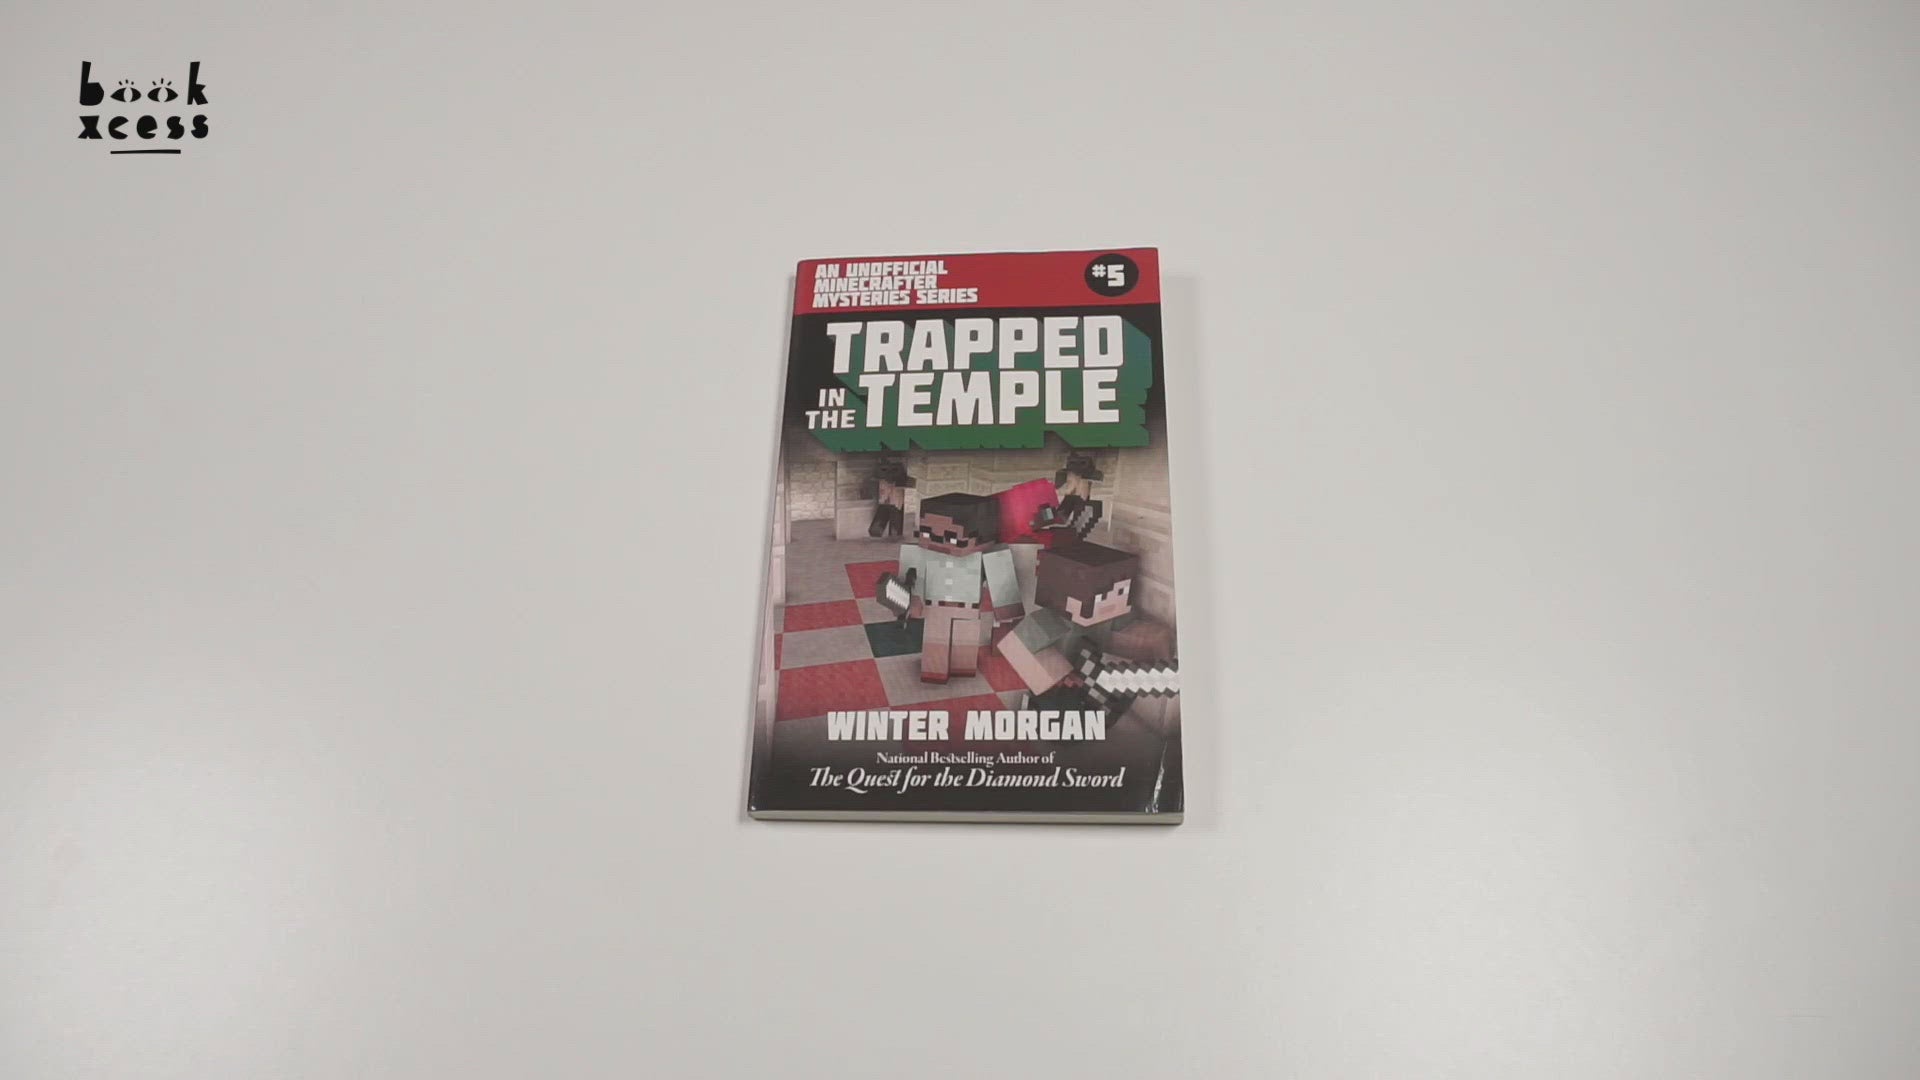 book
xcess
AN UNOFFICIAL
MINECRAFTER
MYSTERIES SERIES
#5
TRAPPED
IN THE TEMPLE
WINTER MORGAN
National Bestselling Author of
The Quest for the Diamond Sword